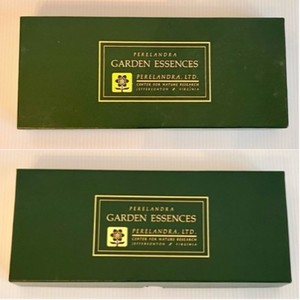 PERELANDRA
GARDEN ESSENCES
PERELANDRA, LTD.
CENTER FOR NATURE RESEARCH
JEFFERSONTON VIRGINIA
PERELANDRA
GARDEN ESSENCES
PERELANDRA, LTD.
CENTER FOR NATURE RESEARCH
JEFFERSONTON VIRGINIA